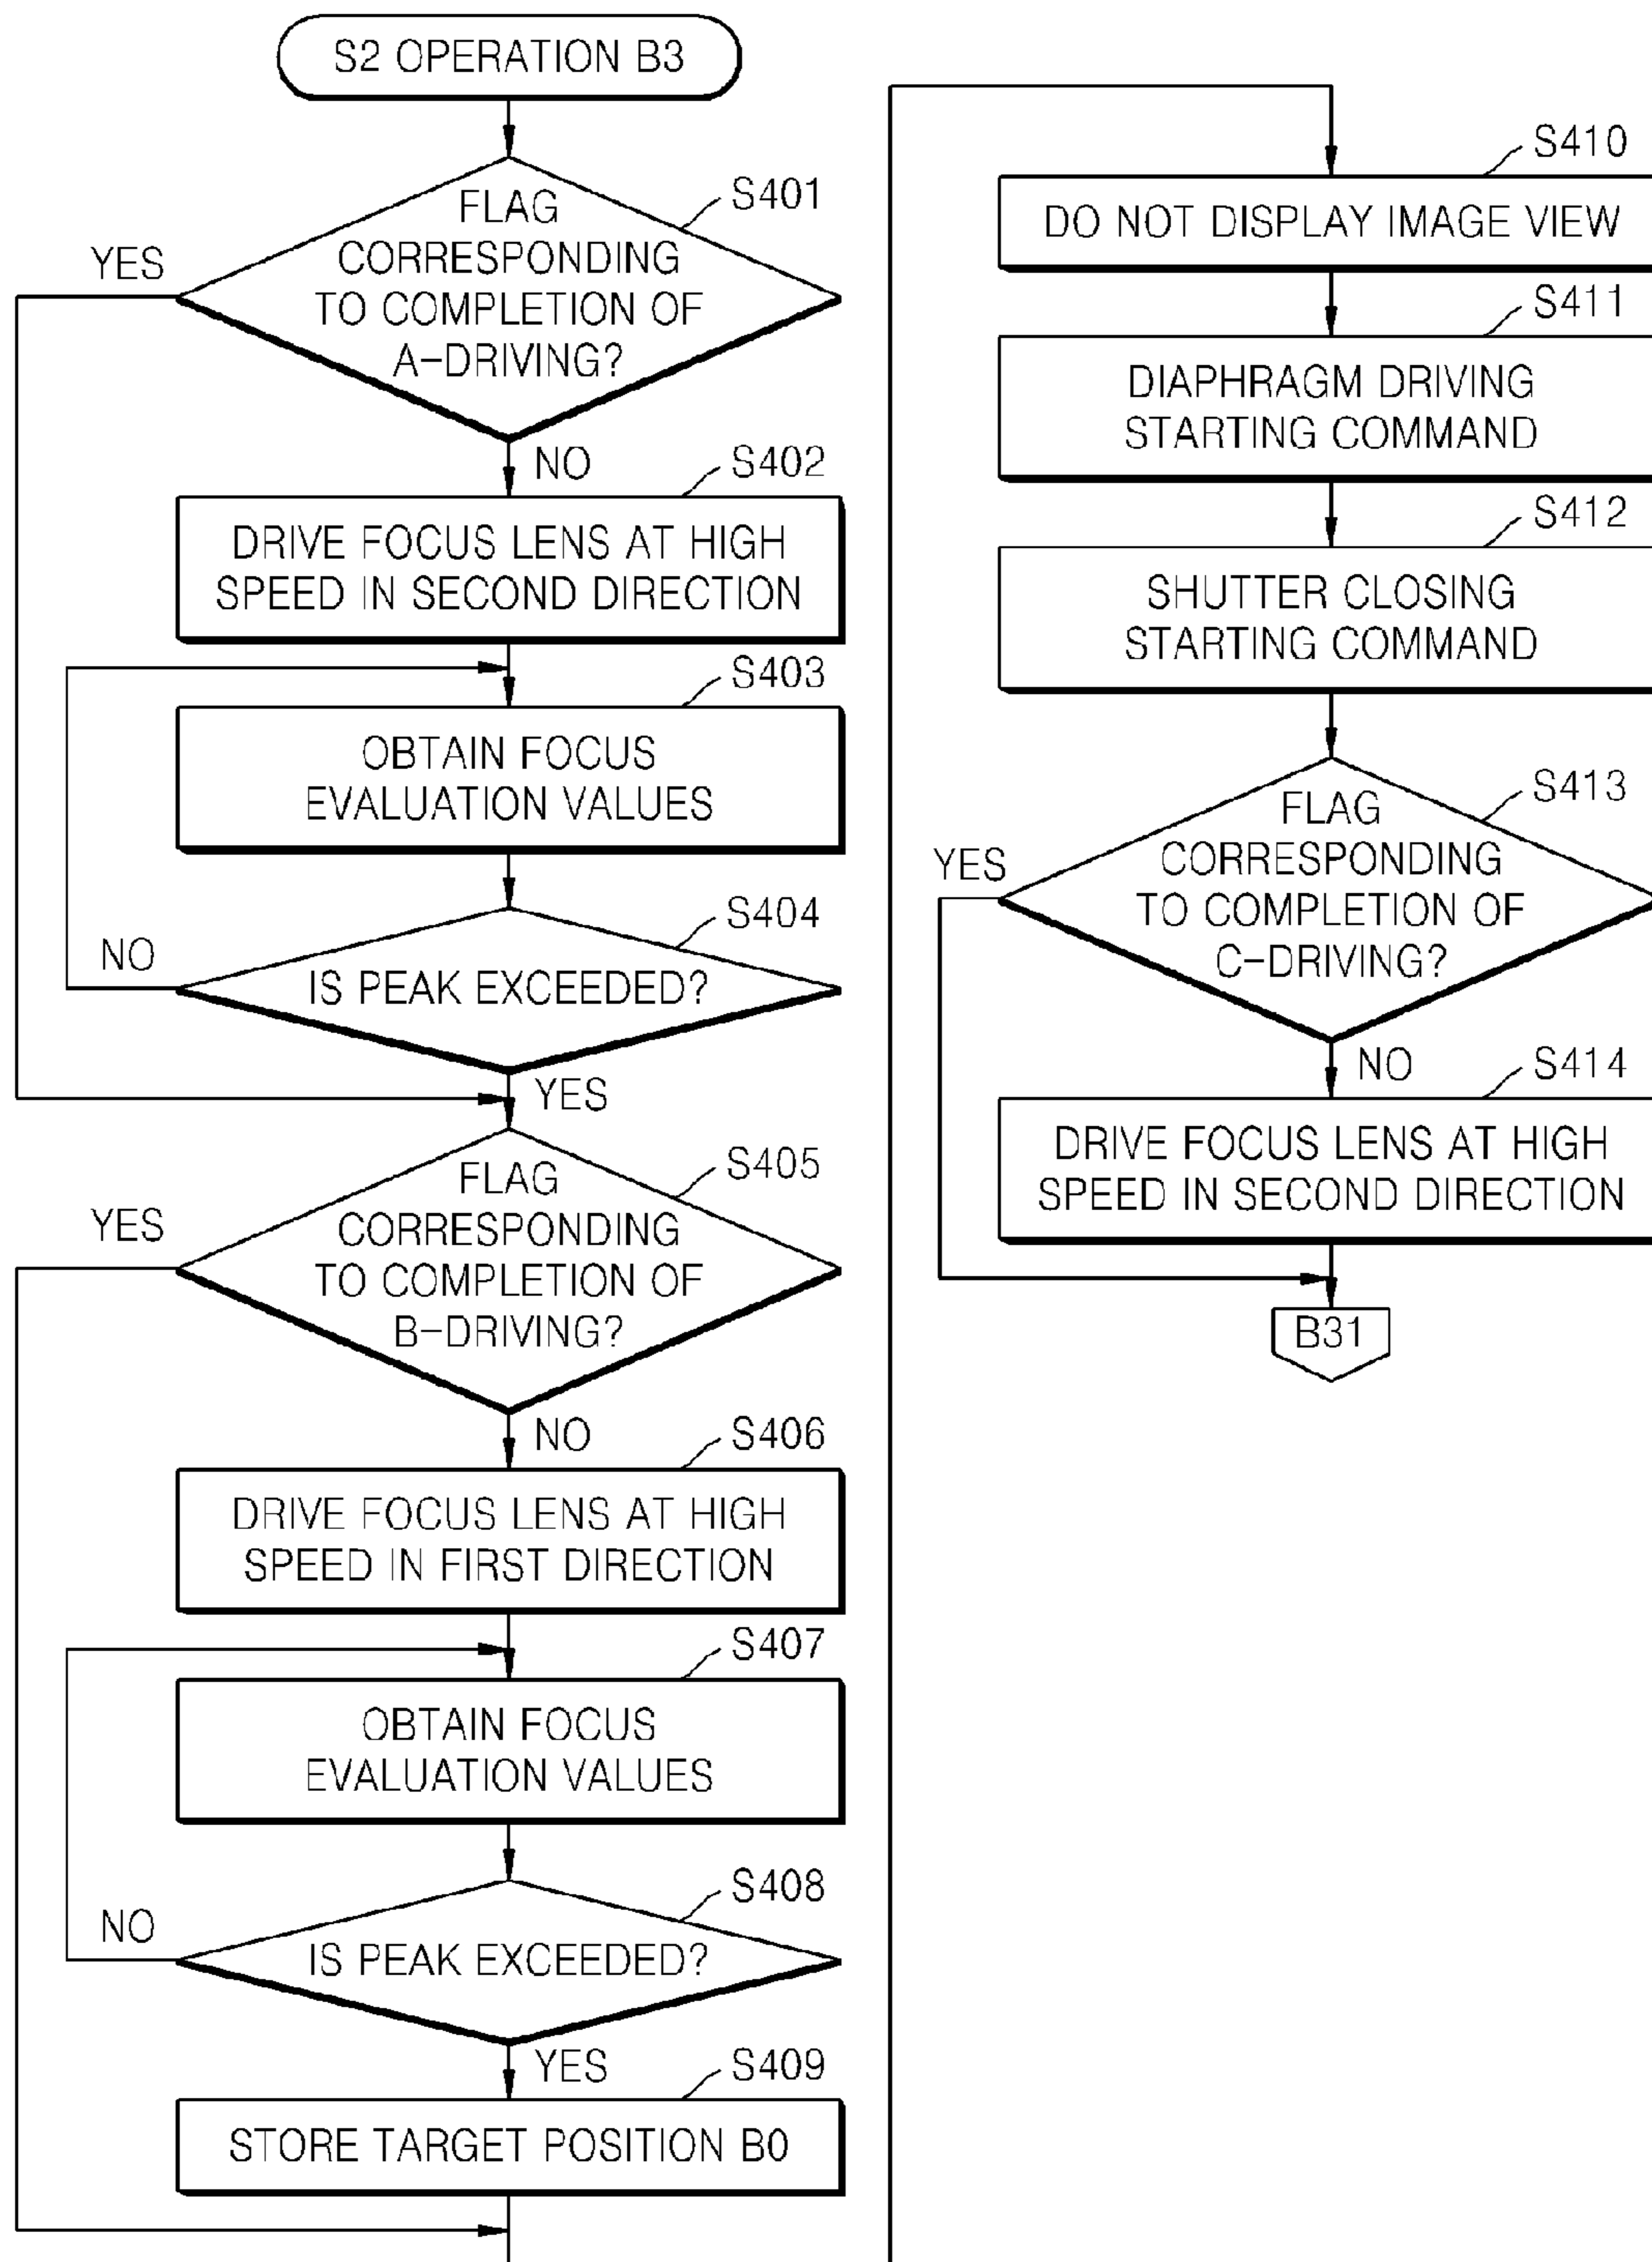 S2 OPERATION B3
S401
FLAG
CORRESPONDING
TO COMPLETION OF
A-DRIVING?
YES
NO
S402
DRIVE FOCUS LENS AT HIGH
SPEED IN SECOND DIRECTION
S403
OBTAIN FOCUS
EVALUATION VALUES
S404
NO
IS PEAK EXCEEDED?
YES
S405
FLAG
CORRESPONDING
TO COMPLETION OF
B-DRIVING?
YES
NO
S406
DRIVE FOCUS LENS AT HIGH
SPEED IN FIRST DIRECTION
S407
OBTAIN FOCUS
EVALUATION VALUES
S408
NO
IS PEAK EXCEEDED?
YES
S409
STORE TARGET POSITION B0
S410
DO NOT DISPLAY IMAGE VIEW
S411
DIAPHRAGM DRIVING
STARTING COMMAND
S412
SHUTTER CLOSING
STARTING COMMAND
S413
FLAG
CORRESPONDING
TO COMPLETION OF
C-DRIVING?
YES
NO
S414
DRIVE FOCUS LENS AT HIGH
SPEED IN SECOND DIRECTION
B31